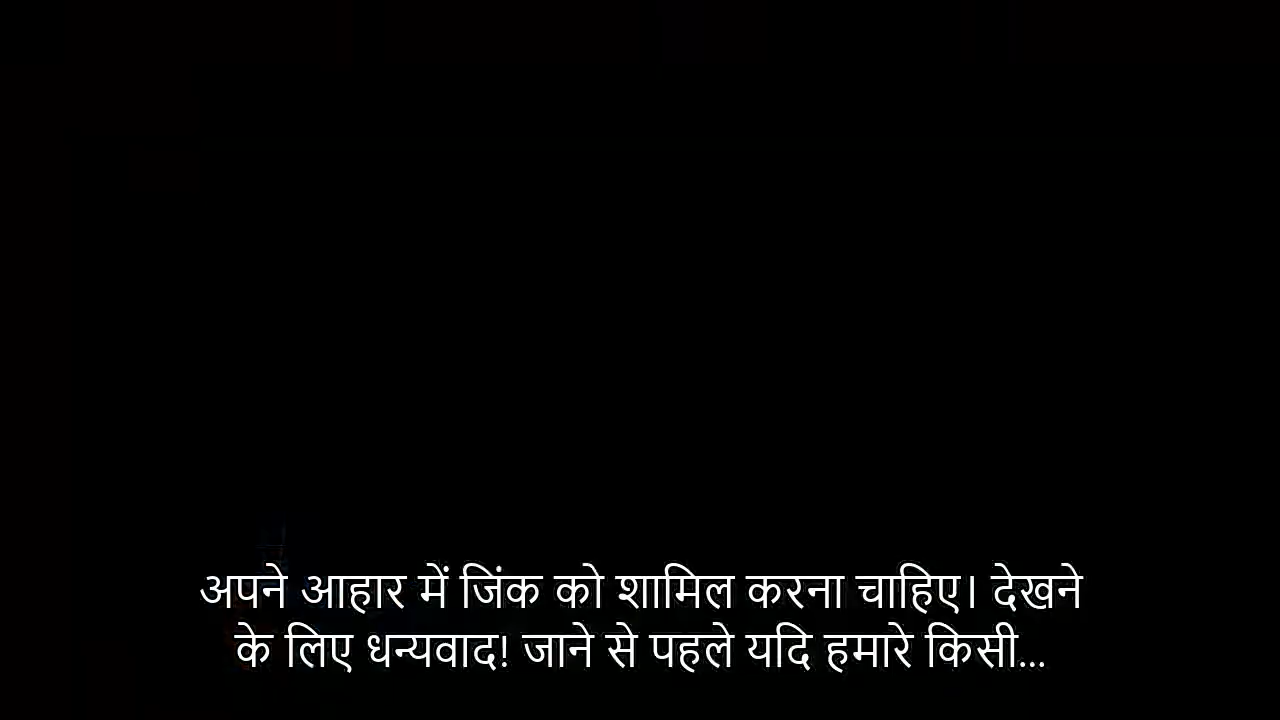 अपने आहार में जिंक को शामिल करना चाहिए। देखने
के लिए धन्यवाद! जाने से पहले यदि हमारे किसी...